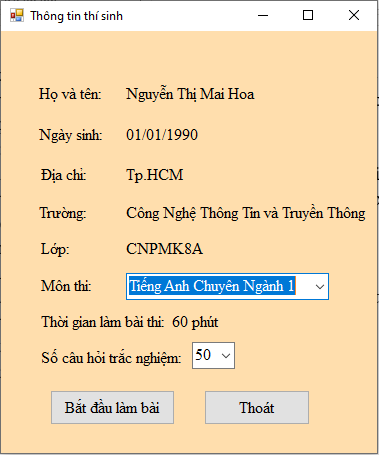 Thông tin thí sinh
Họ và tên: Nguyễn Thị Mai Hoa
Ngày sinh: 01/01/1990
Địa chỉ: Tp.HCM
Trường: Công Nghệ Thông Tin và Truyền Thông
Lớp: CNPMK8A
Môn thi: Tiếng Anh Chuyên Ngành 1
Thời gian làm bài thi: 60 phút
Số câu hỏi trắc nghiệm: 50
Bắt đầu làm bài Thoát